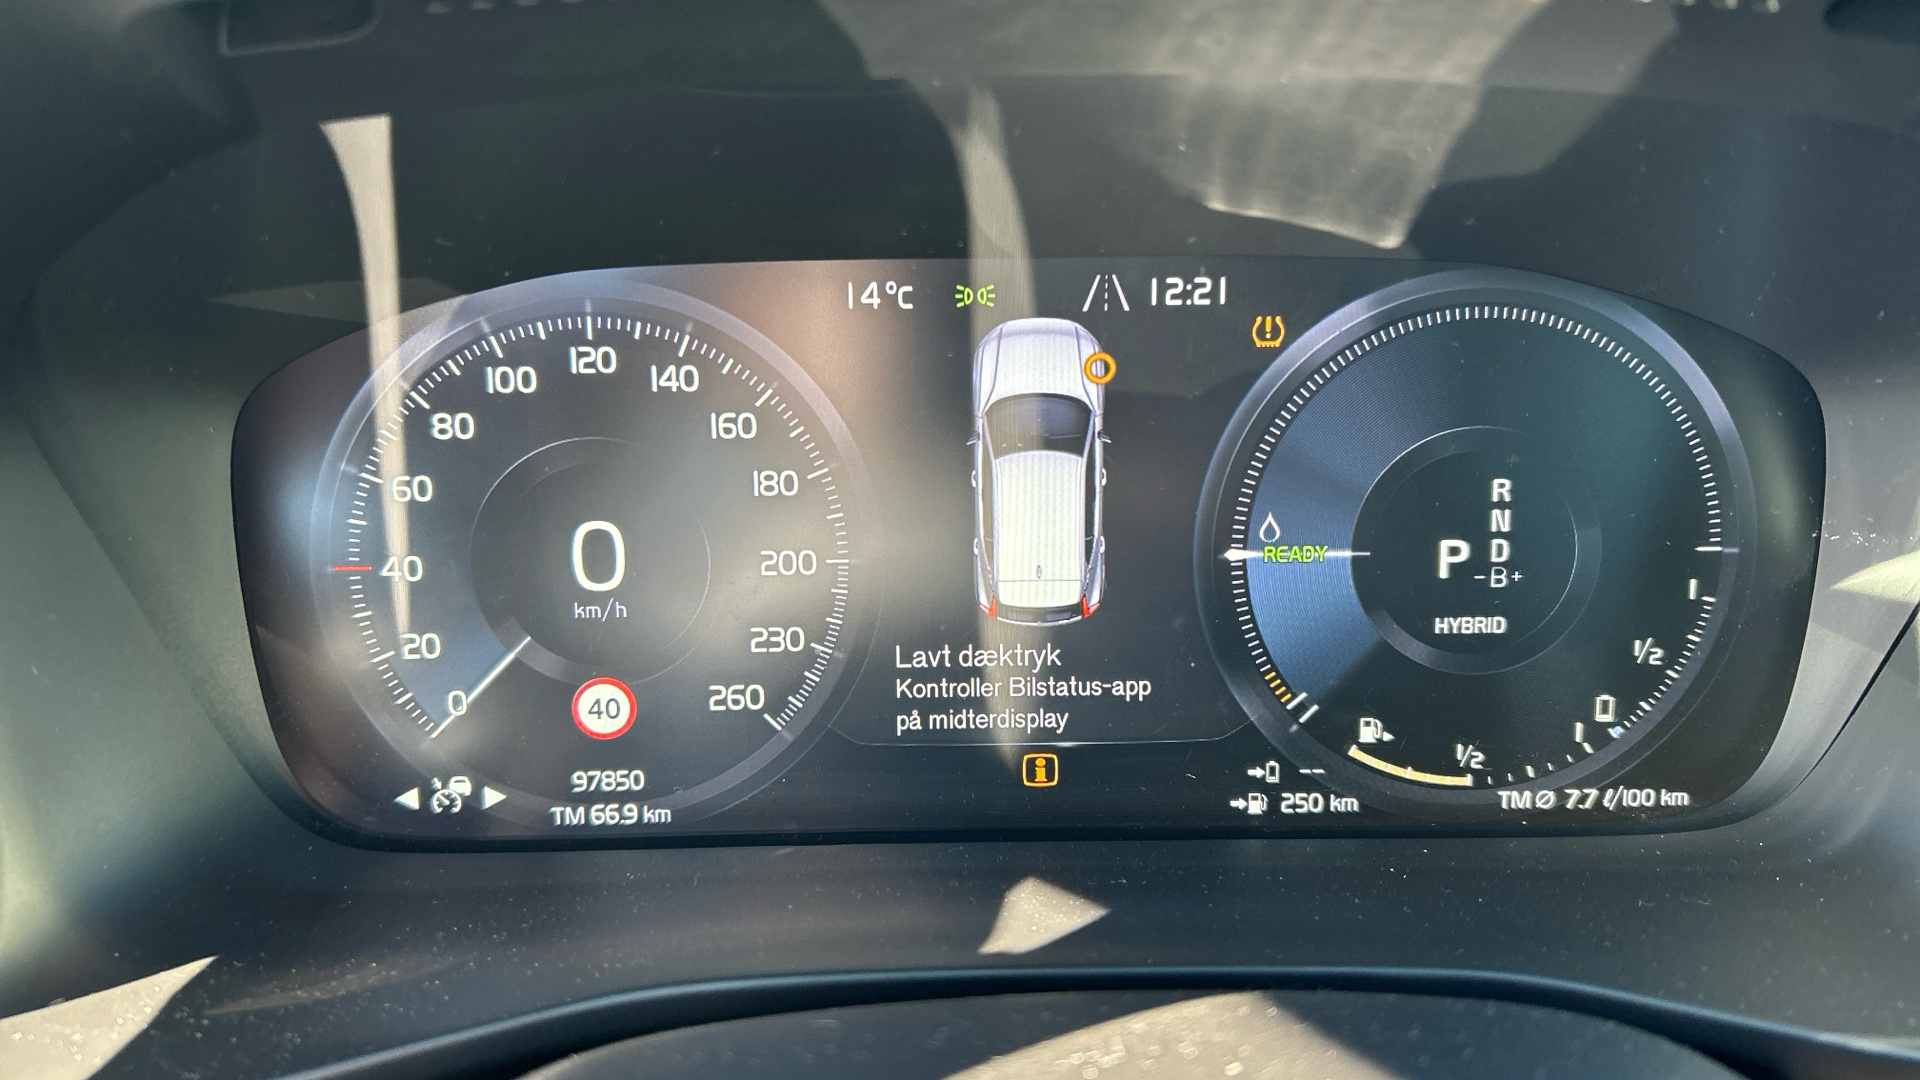 14°C 12:21
120
100 140
80 160
60 180
40 200
20 230
0 260
0
km/h
40
97850
TM 66.9 km
Lavt dæktryk
Kontroller Bilstatus-app
på midterdisplay
READY
R
N
P D
-B+
HYBRID
1
1/2
1
1/2
--
250 km
TM Ø 7.7 ℓ/100 km